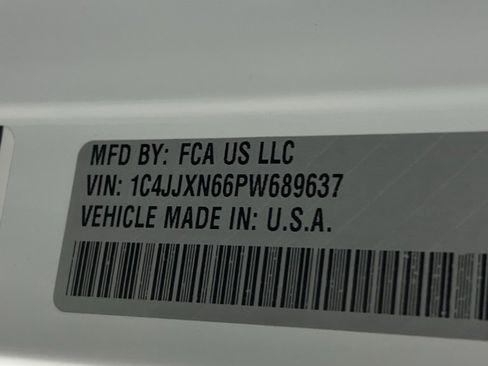 MFD BY: FCA US LLC
VIN: 1C4JJXN66PW689637
VEHICLE MADE IN: U.S.A.